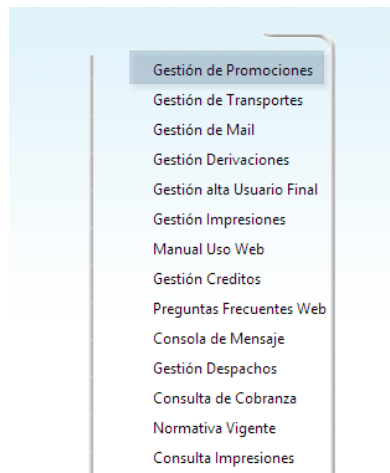 Gestión de Promociones
Gestión de Transportes
Gestión de Mail
Gestión Derivaciones
Gestión alta Usuario Final
Gestión Impresiones
Manual Uso Web
Gestión Creditos
Preguntas Frecuentes Web
Consola de Mensaje
Gestión Despachos
Consulta de Cobranza
Normativa Vigente
Consulta Impresiones